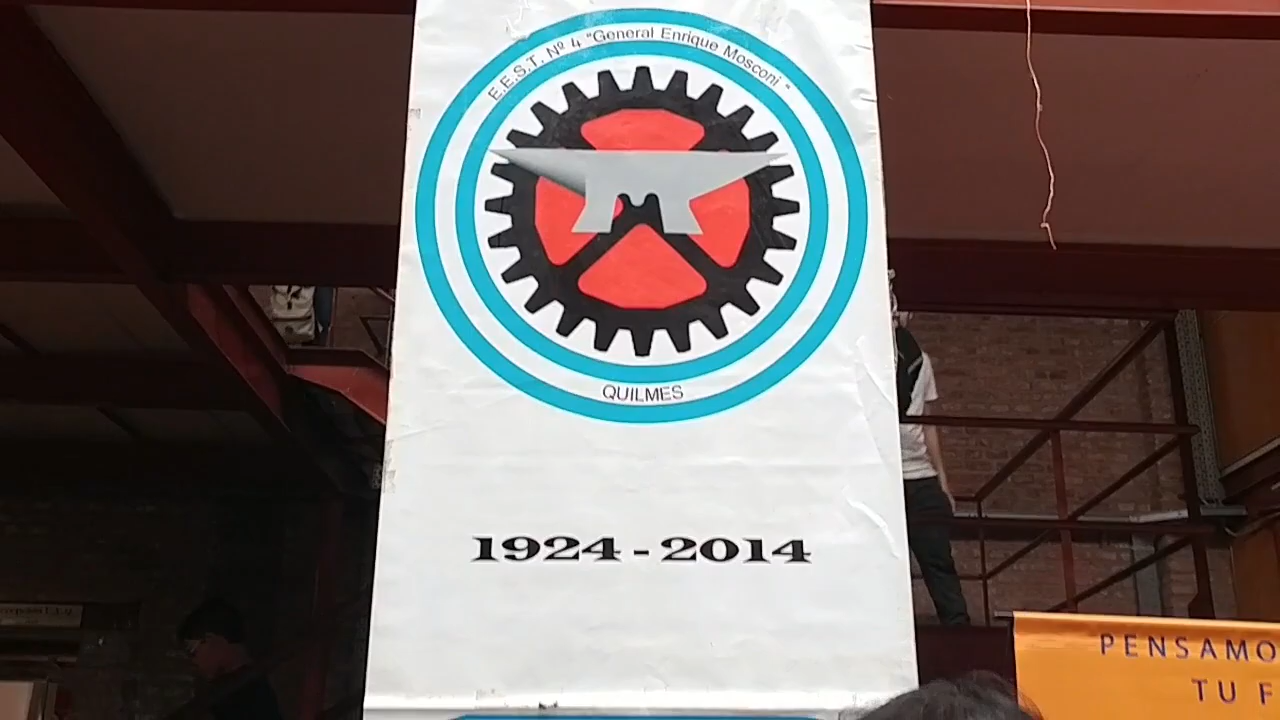 E.E.S.T. Nº 4 "General Enrique Mosconi "
QUILMES
1924 - 2014
PENSAMO
TU F